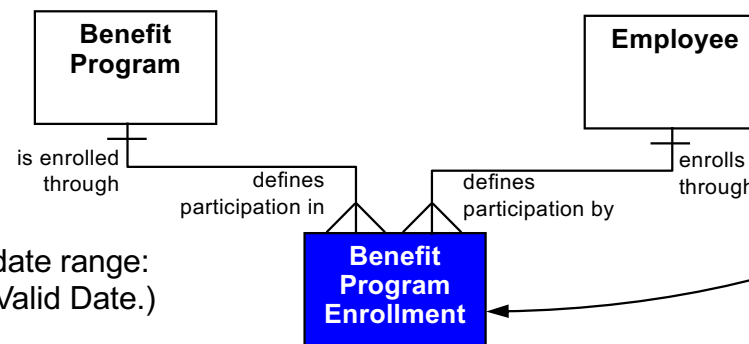 Benefit
Program
Employee
is enrolled
through
enrolls
through
defines
participation in
defines
participation by
date range:
Valid Date.)
Benefit
Program
Enrollment